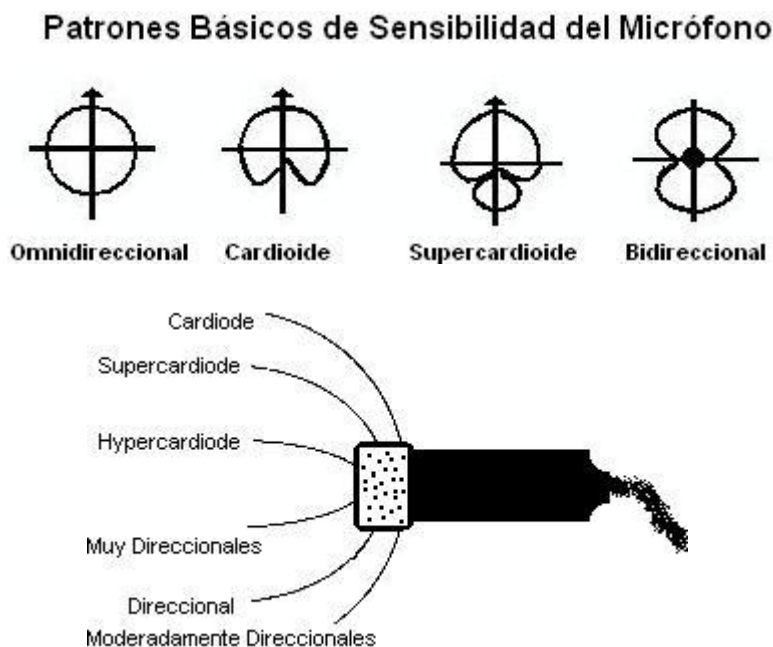 Patrones Básicos de Sensibilidad del Micrófono
Omnidireccional Cardioide Supercardioide Bidireccional
Cardiode
Supercardiode
Hypercardiode
Muy Direccionales
Direccional
Moderadamente Direccionales